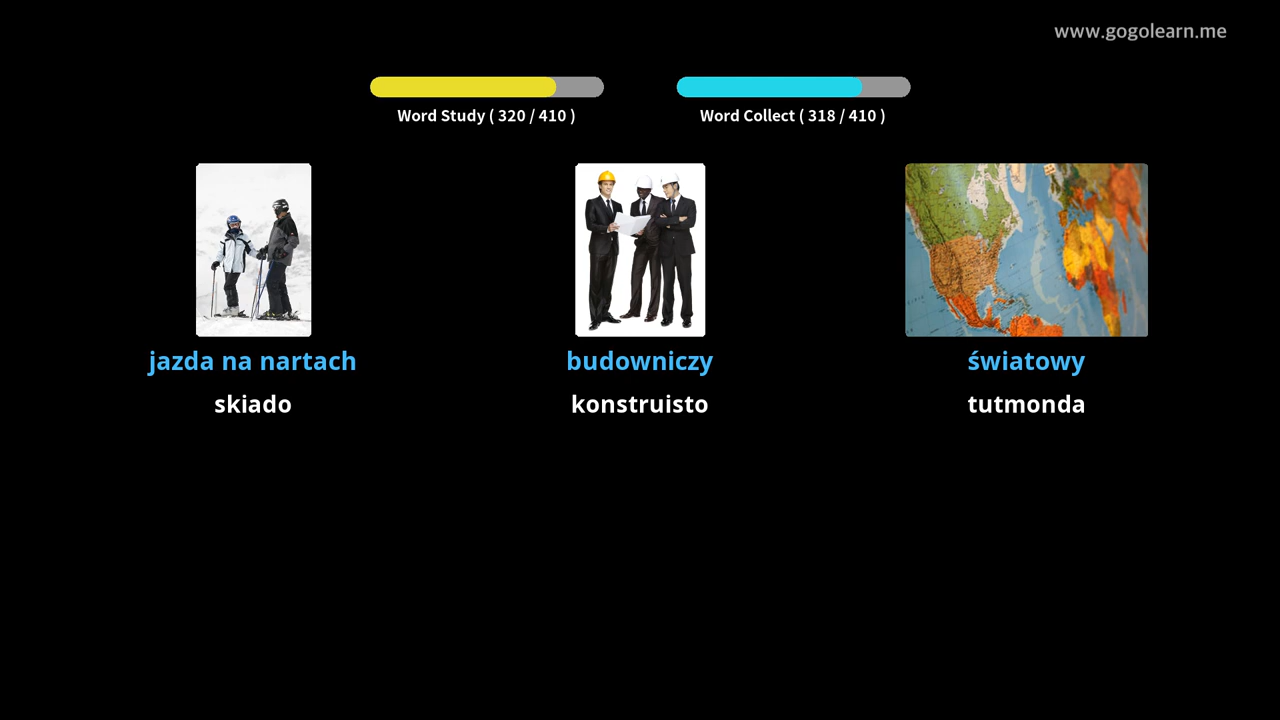 www.gogolearn.me
Word Study ( 320 / 410 )
Word Collect ( 318 / 410 )
jazda na nartach
skiado
budowniczy
konstruisto
światowy
tutmonda